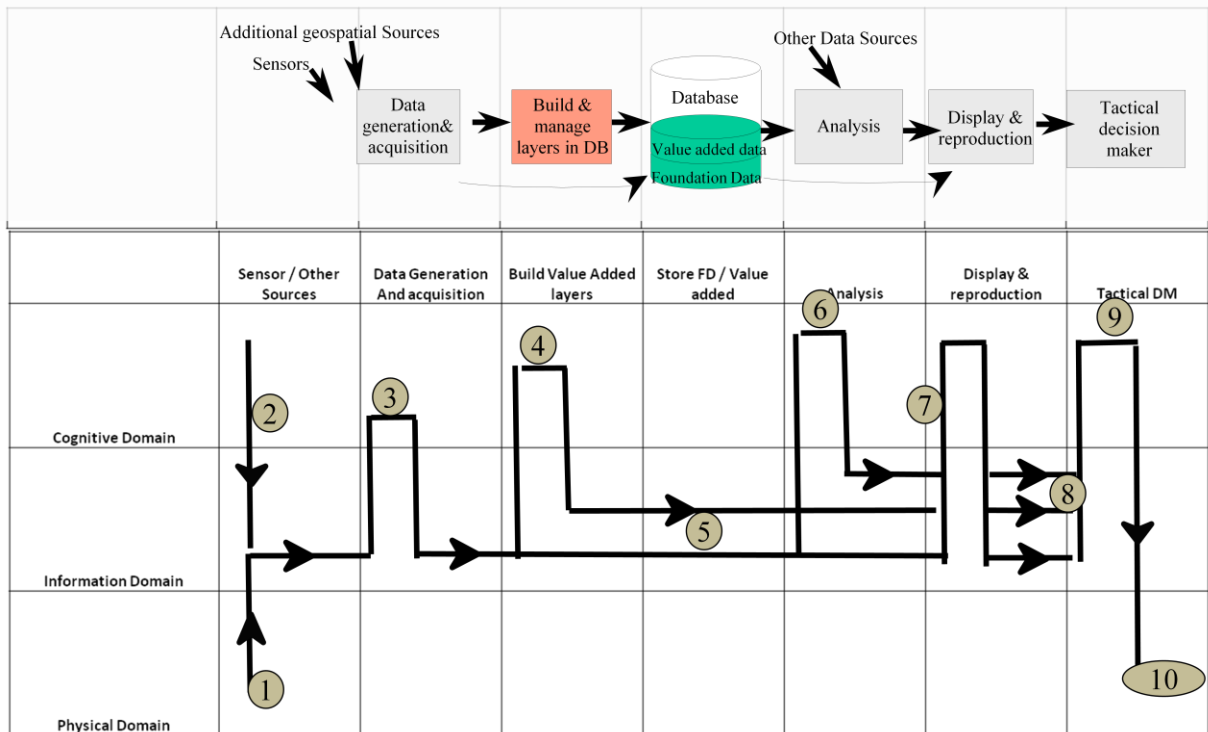 Additional geospatial Sources
Sensors
Other Data Sources
Data
generation&
acquisition
Build &
manage
layers in DB
Database
Value added data
Foundation Data
Analysis
Display &
reproduction
Tactical
decision
maker
Sensor / Other
Sources
Data Generation
And acquisition
Build Value Added
layers
Store FD / Value
added
Analysis
Display &
reproduction
Tactical DM
6
9
4
3
7
2
Cognitive Domain
8
5
Information Domain
1
10
Physical Domain